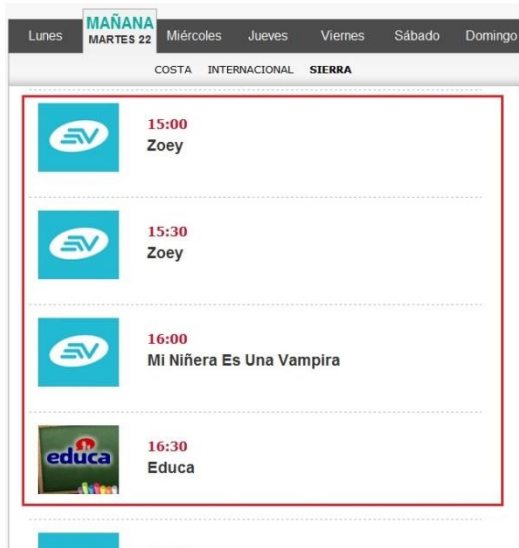 Lunes
MAÑANA
MARTES 22
Miércoles
Jueves
Viernes
Sábado
Domingo
COSTA INTERNACIONAL SIERRA
15:00
Zoey
15:30
Zoey
16:00
Mi Niñera Es Una Vampira
educa
16:30
Educa